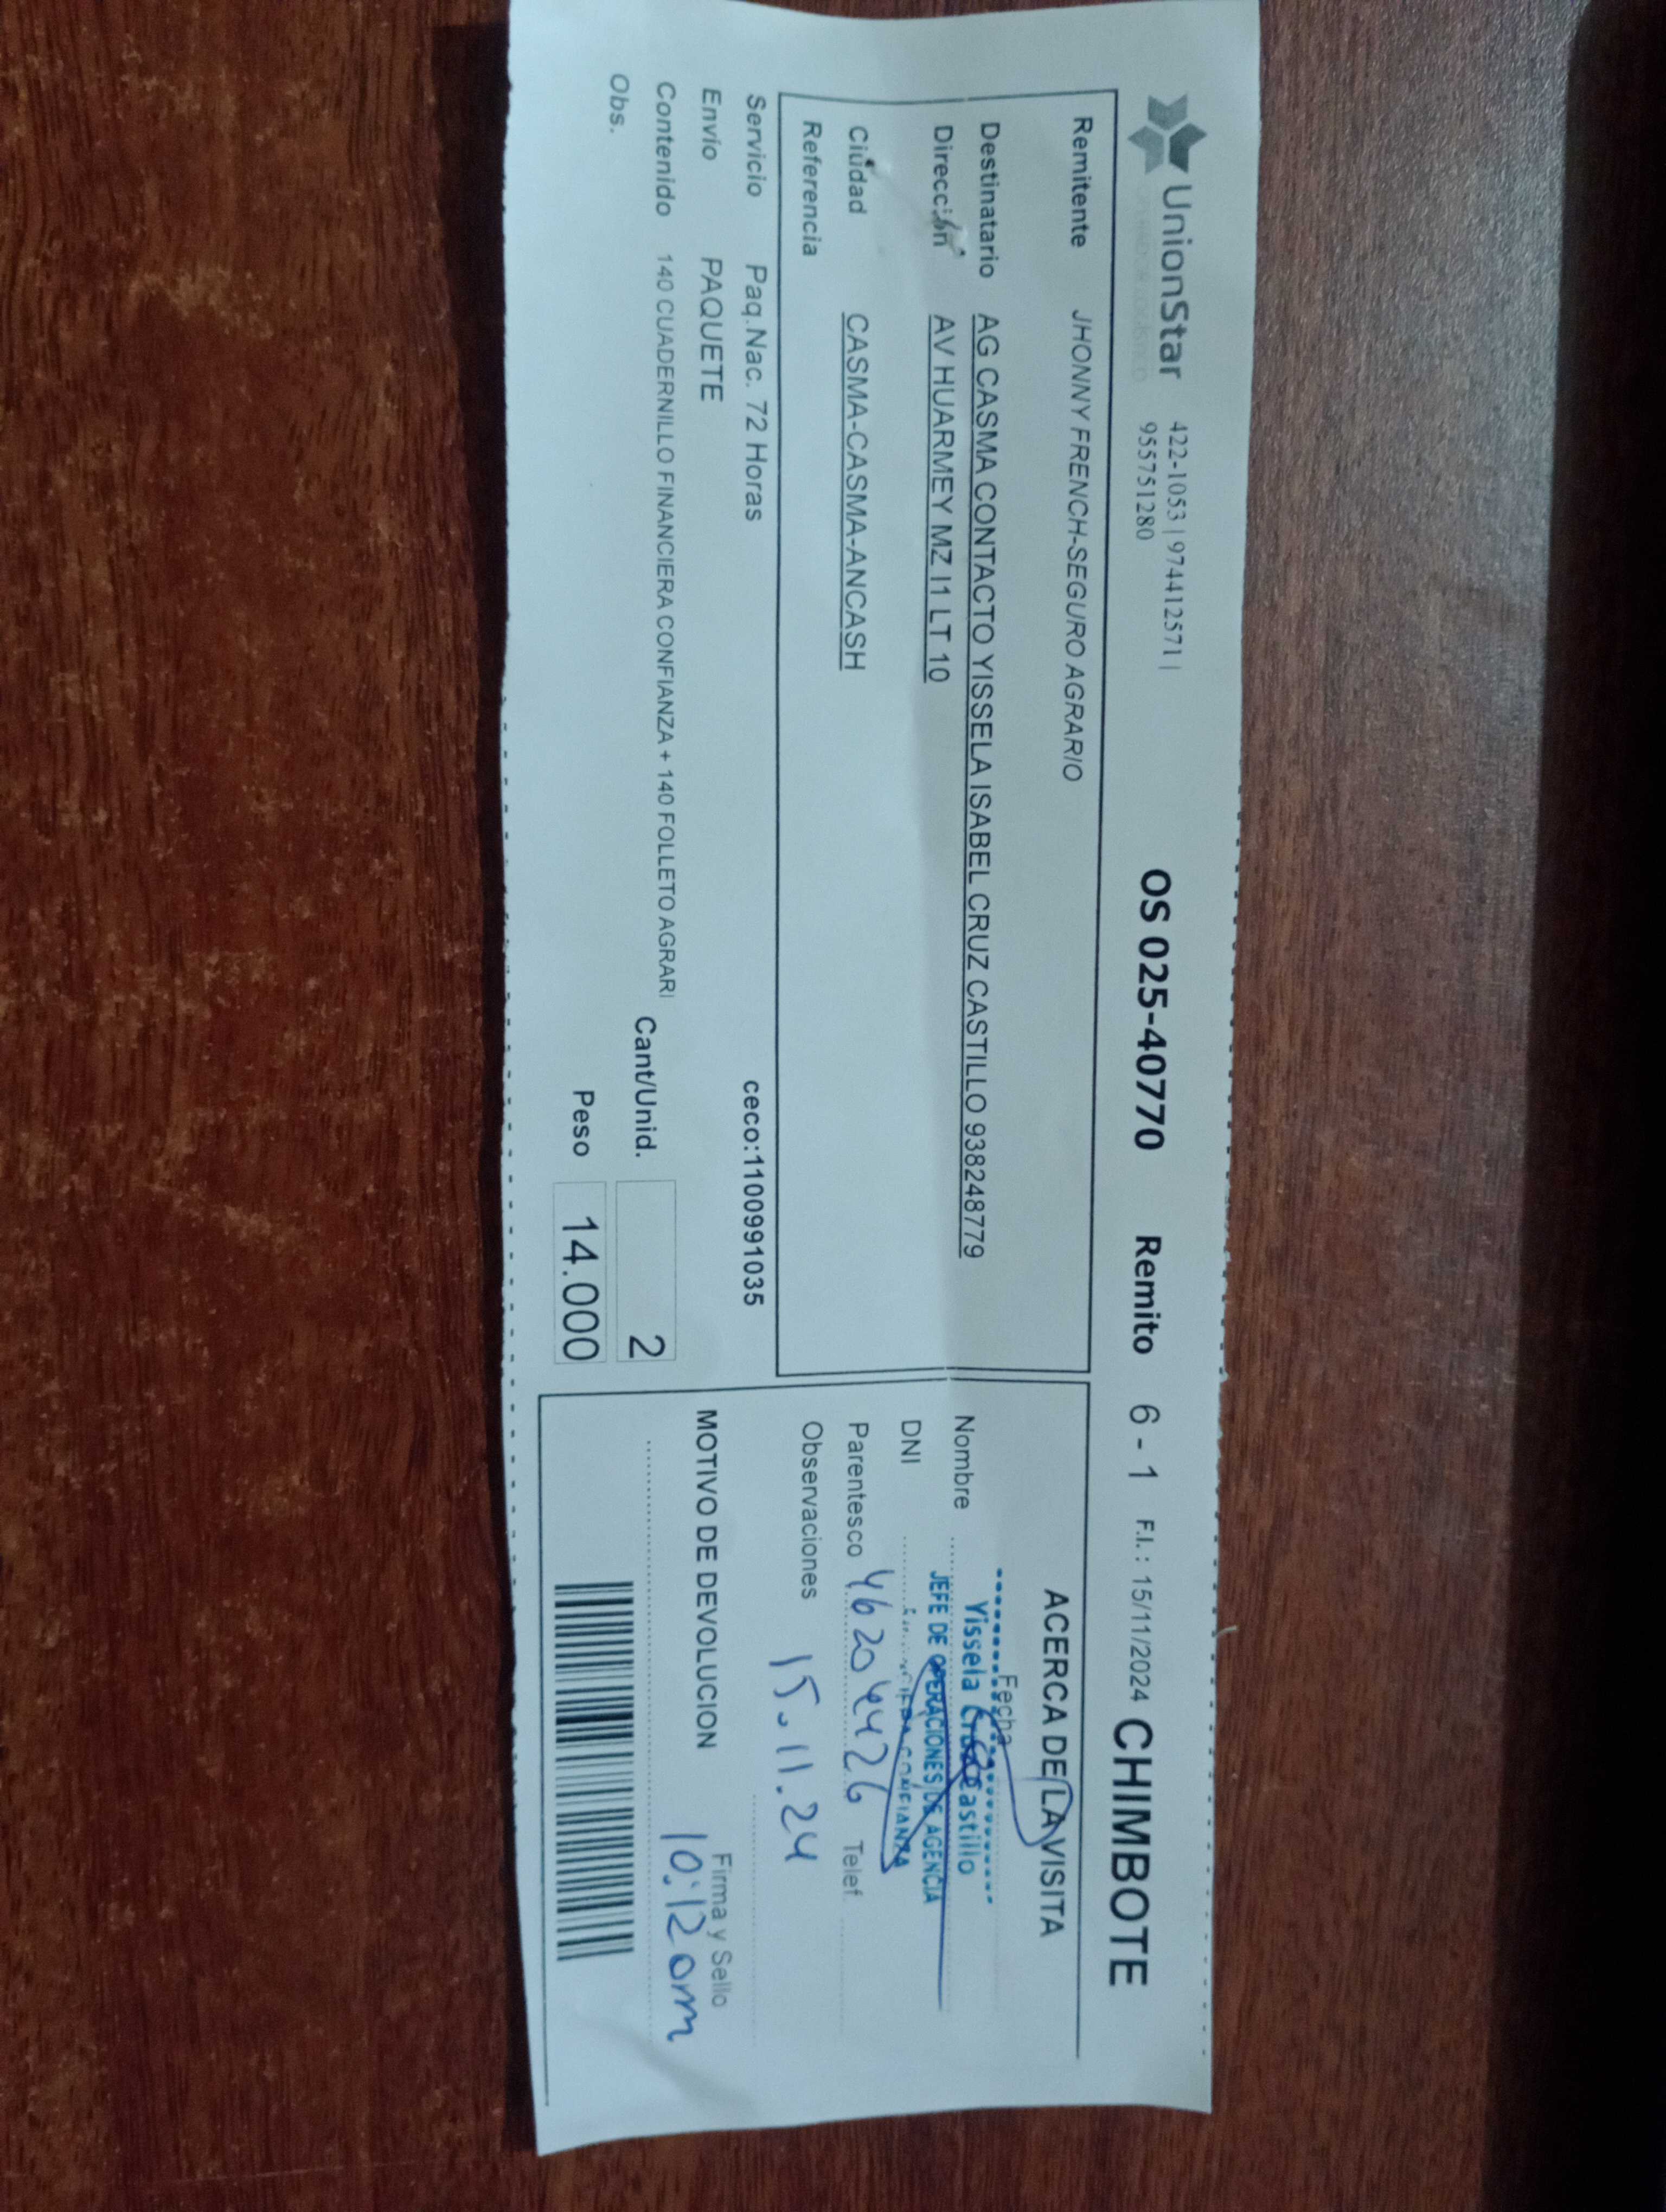 UnionStar
422-1053 | 974412571 |
955751280
OS 025-40770 Remito 6 - 1 F.I. : 15/11/2024 CHIMBOTE
Remitente JHONNY FRENCH-SEGURO AGRARIO
Destinatario AG CASMA CONTACTO YISSELA ISABEL CRUZ CASTILLO 938248779
Dirección AV HUARMEY MZ I1 LT 10
Ciudad CASMA-CASMA-ANCASH
Referencia
Servicio Paq.Nac. 72 Horas ceco:1100991035
Envio PAQUETE
Contenido 140 CUADERNILLO FINANCIERA CONFIANZA + 140 FOLLETO AGRARI
Cant/Unid. 2
Obs.
Peso 14.000
ACERCA DE LA VISITA
Fecha
Yissela Cruz Castillo
Nombre
JEFE DE OPERACIONES DE AGENCIA
CONFIANZA
DNI
Parentesco 46204426 Telef
Observaciones
15.11.24
MOTIVO DE DEVOLUCION
Firma y Sello
10:12 am